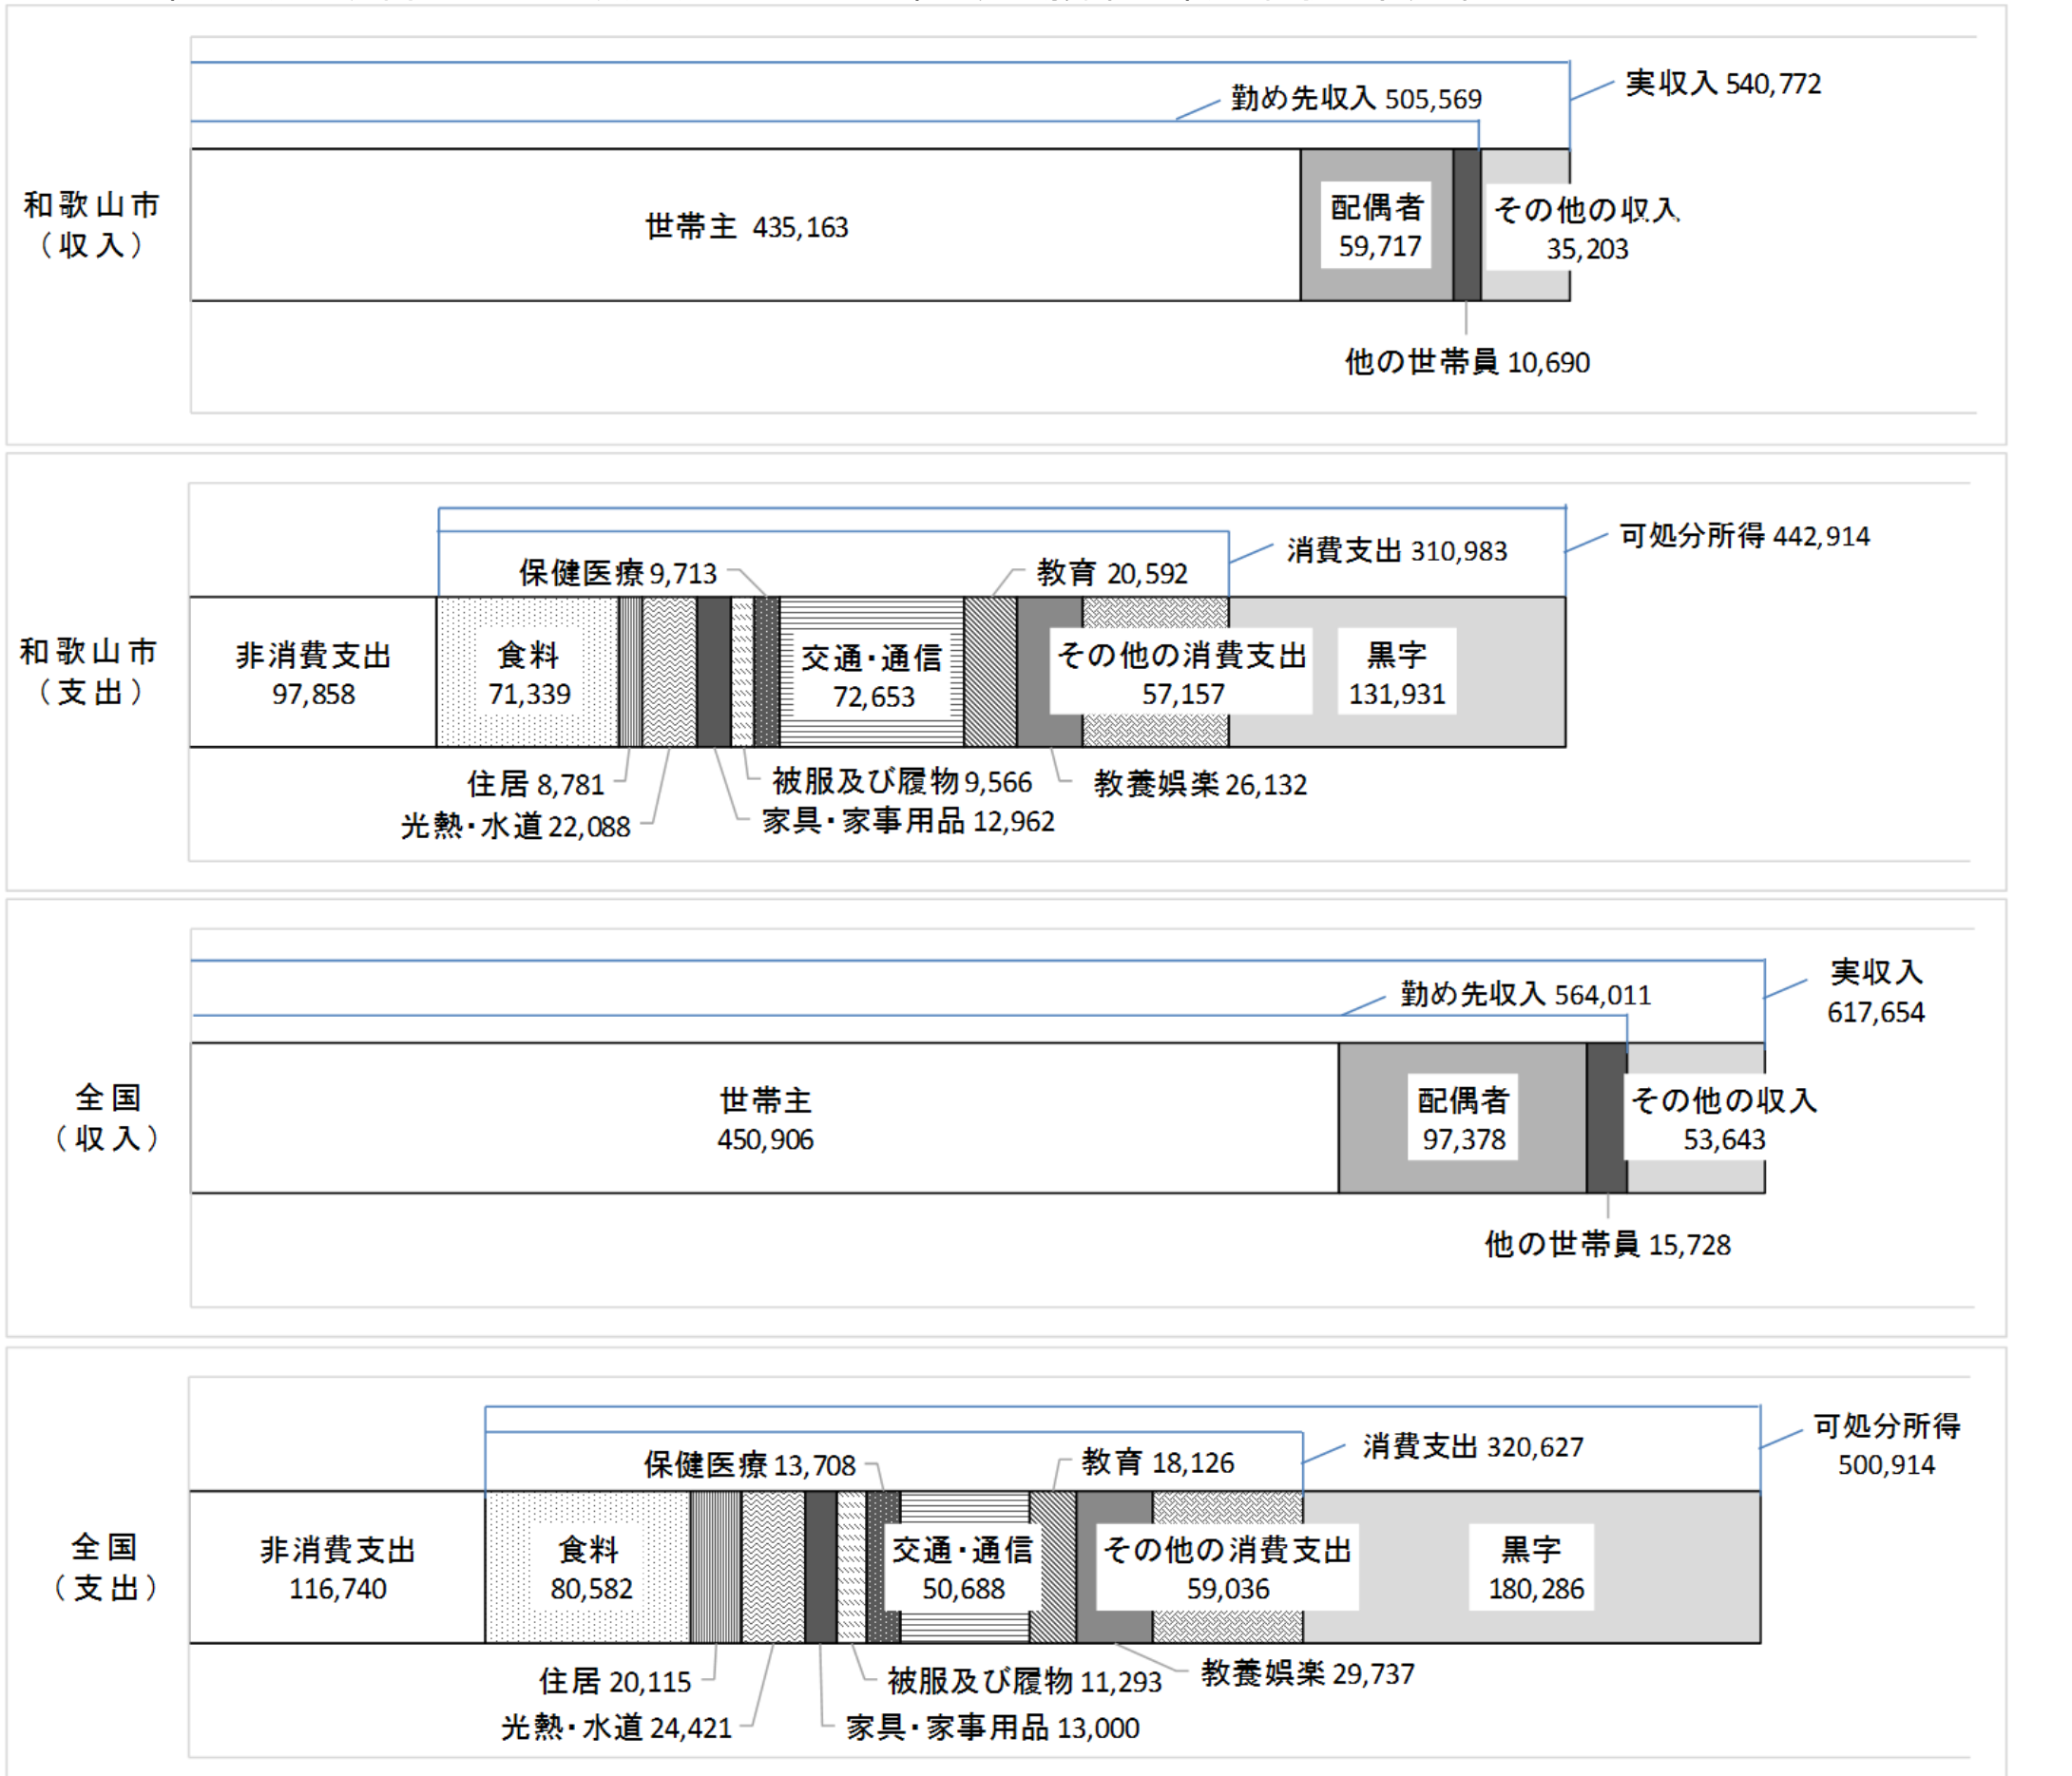 実収入 540,772
勤め先収入 505,569
和歌山市
（収入）
世帯主 435,163
配偶者
59,717
その他の収入
35,203
他の世帯員 10,690
可処分所得 442,914
消費支出 310,983
保健医療 9,713
教育 20,592
和歌山市
（支出）
非消費支出
97,858
食料
71,339
交通・通信
72,653
その他の消費支出
57,157
黒字
131,931
住居 8,781
被服及び履物 9,566
教養娯楽 26,132
光熱・水道 22,088
家具・家事用品 12,962
実収入
617,654
勤め先収入 564,011
全国
（収入）
世帯主
450,906
配偶者
97,378
その他の収入
53,643
他の世帯員 15,728
可処分所得
500,914
消費支出 320,627
保健医療 13,708
教育 18,126
全国
（支出）
非消費支出
116,740
食料
80,582
交通・通信
50,688
その他の消費支出
59,036
黒字
180,286
住居 20,115
被服及び履物 11,293
教養娯楽 29,737
光熱・水道 24,421
家具・家事用品 13,000